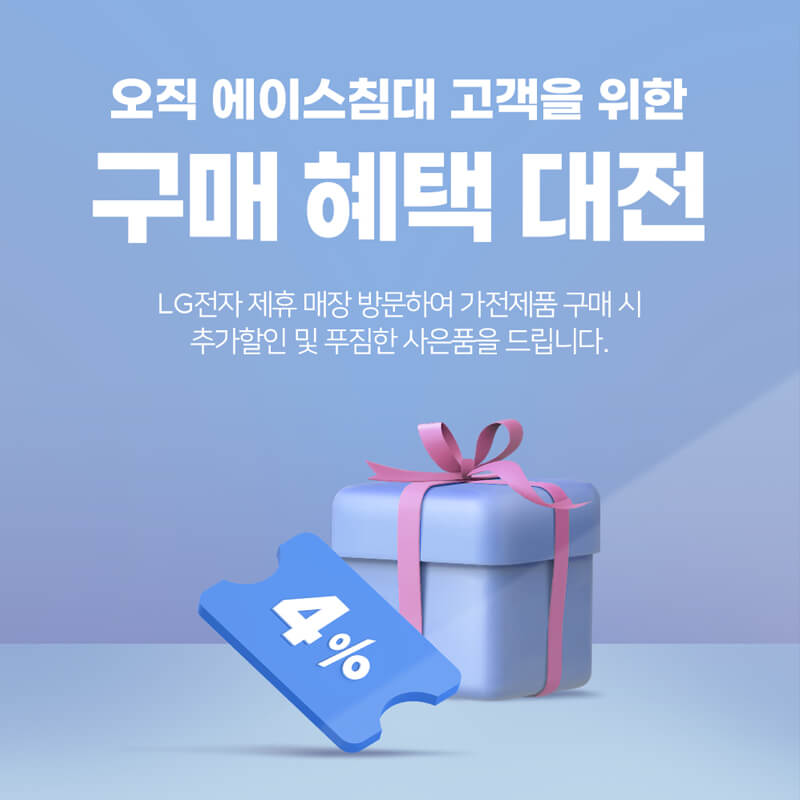 오직 에이스침대 고객을 위한
구매 혜택 대전
LG전자 제휴 매장 방문하여 가전제품 구매 시
추가할인 및 푸짐한 사은품을 드립니다.
4%